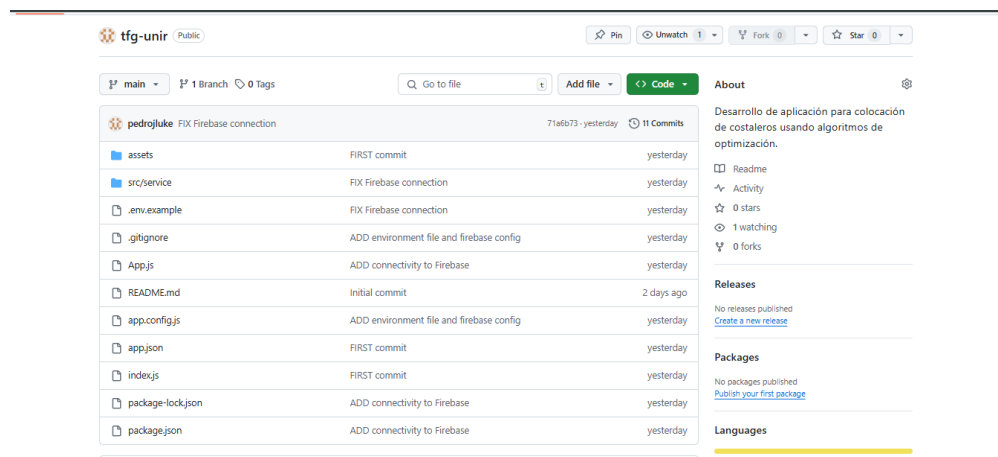 tfg-unir Public
Pin
Unwatch 1
Fork 0
Star 0
main
1 Branch
0 Tags
Go to file
t
Add file
Code
pedrojluke FIX Firebase connection
71a6b73 · yesterday
11 Commits
assets FIRST commit yesterday
src/service FIX Firebase connection yesterday
.env.example FIX Firebase connection yesterday
.gitignore ADD environment file and firebase config yesterday
App.js ADD connectivity to Firebase yesterday
README.md Initial commit 2 days ago
app.config.js ADD environment file and firebase config yesterday
app.json FIRST commit yesterday
index.js FIRST commit yesterday
package-lock.json ADD connectivity to Firebase yesterday
package.json ADD connectivity to Firebase yesterday
About
Desarrollo de aplicación para colocación
de costaleros usando algoritmos de
optimización.
Readme
Activity
0 stars
1 watching
0 forks
Releases
No releases published
Create a new release
Packages
No packages published
Publish your first package
Languages